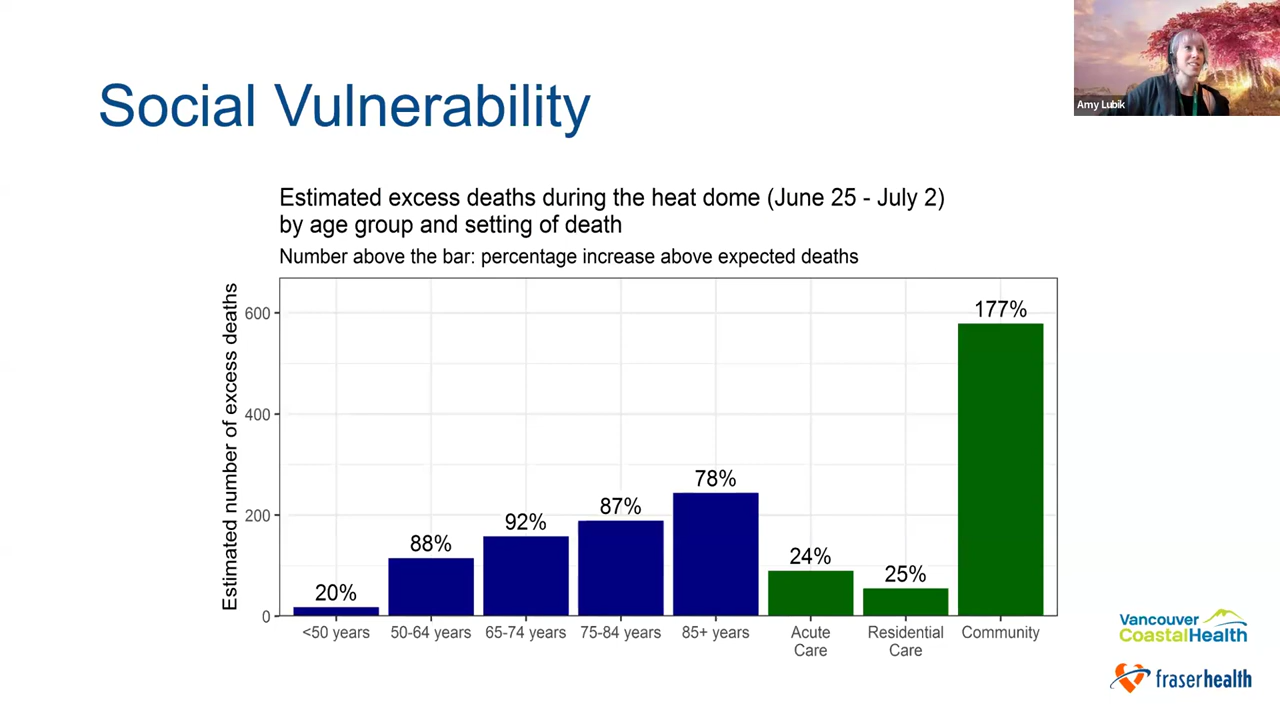 Amy Lubik
Social Vulnerability
Estimated excess deaths during the heat dome (June 25 - July 2)
by age group and setting of death
Number above the bar: percentage increase above expected deaths
Estimated number of excess deaths
600
400
200
0
20%
88%
92%
87%
78%
24%
25%
177%
<50 years
50-64 years
65-74 years
75-84 years
85+ years
Acute
Care
Residential
Care
Community
Vancouver
CoastalHealth
fraserhealth